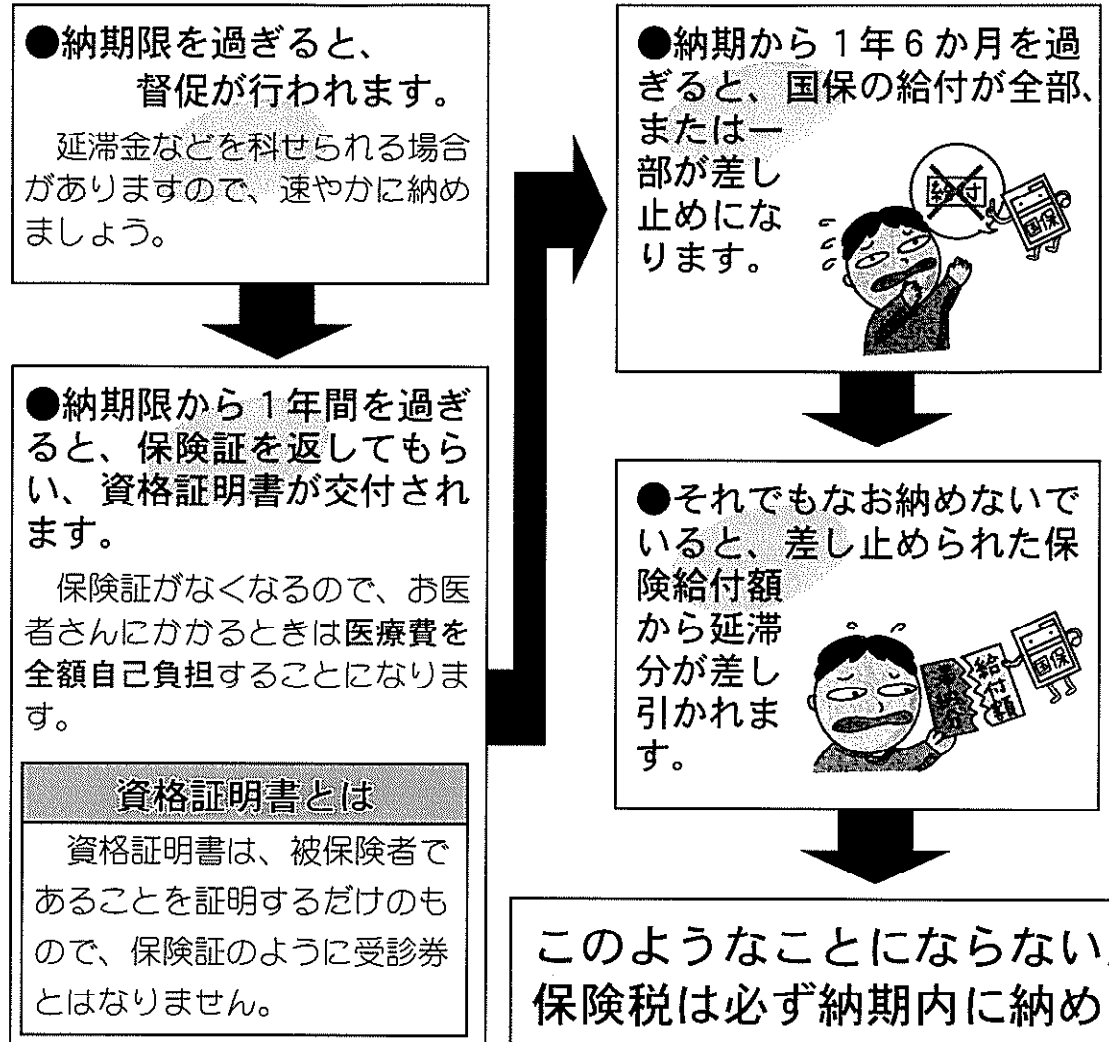 ●納期限を過ぎると、
督促が行われます。
延滞金などを科せられる場合
がありますので、速やかに納め
ましょう。
●納期限から1年間を過ぎ
ると、保険証を返してもら
い、資格証明書が交付され
ます。
保険証がなくなるので、お医
者さんにかかるときは医療費を
全額自己負担することになりま
す。
資格証明書とは
資格証明書は、被保険者で
あることを証明するだけのも
ので、保険証のように受診券
とはなりません。
●納期から1年6か月を過
ぎると、国保の給付が全部、
または一
部が差し
止めにな
ります。
給付
国保
●それでもなお納めないで
いると、差し止められた保
険給付額
から延滞
分が差し
引かれま
す。
給付額
国保
このようなことにならない
保険税は必ず納期内に納め